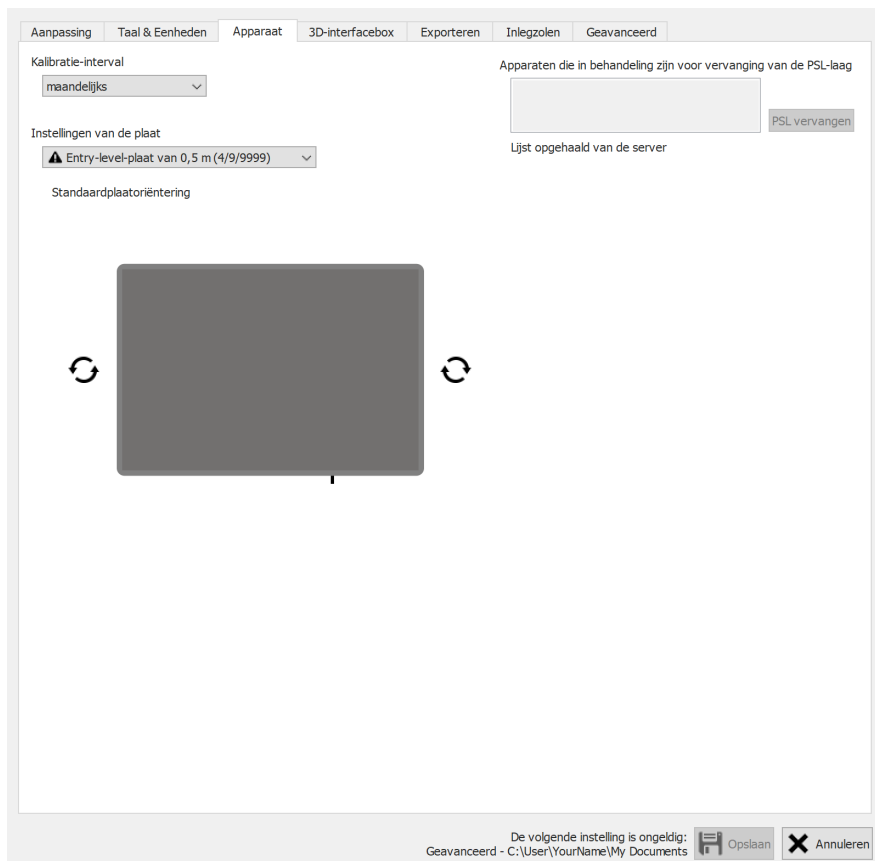 Aanpassing Taal & Eenheden Apparaat 3D-interfacebox Exporteren Inlegzolen Geavanceerd
Kalibratie-interval
maandelijks
Apparaten die in behandeling zijn voor vervanging van de PSL-laag
PSL vervangen
Lijst opgehaald van de server
Instellingen van de plaat
Entry-level-plaat van 0,5 m (4/9/9999)
Standaardplaatoriëntering
De volgende instelling is ongeldig:
Geavanceerd - C:\User\YourName\My Documents
Opslaan
Annuleren